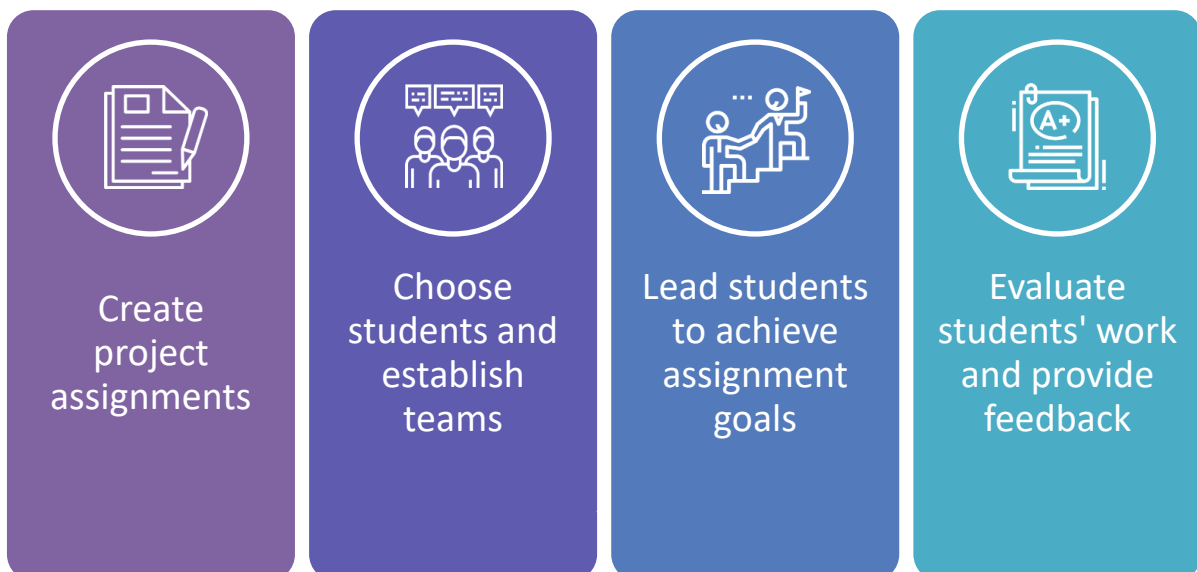 Create
project
assignments
Choose
students and
establish
teams
Lead students
to achieve
assignment
goals
A+
Evaluate
students' work
and provide
feedback